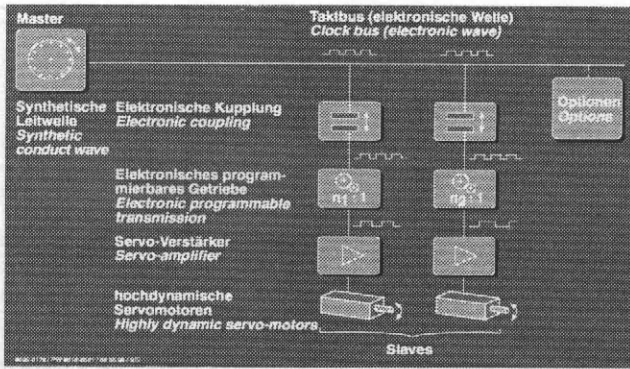 Master
Taktbus (elektronische Welle)
Clock bus (electronic wave)
Synthetische
Leitwelle
Synthetic
conduct wave
Elektronische Kupplung
Electronic coupling
Optionen
Options
Elektronisches program-
mierbares Getriebe
Electronic programmable
transmission
n1 : 1
n2 : 1
Servo-Verstärker
Servo-amplifier
hochdynamische
Servomotoren
Highly dynamic servo-motors
Slaves